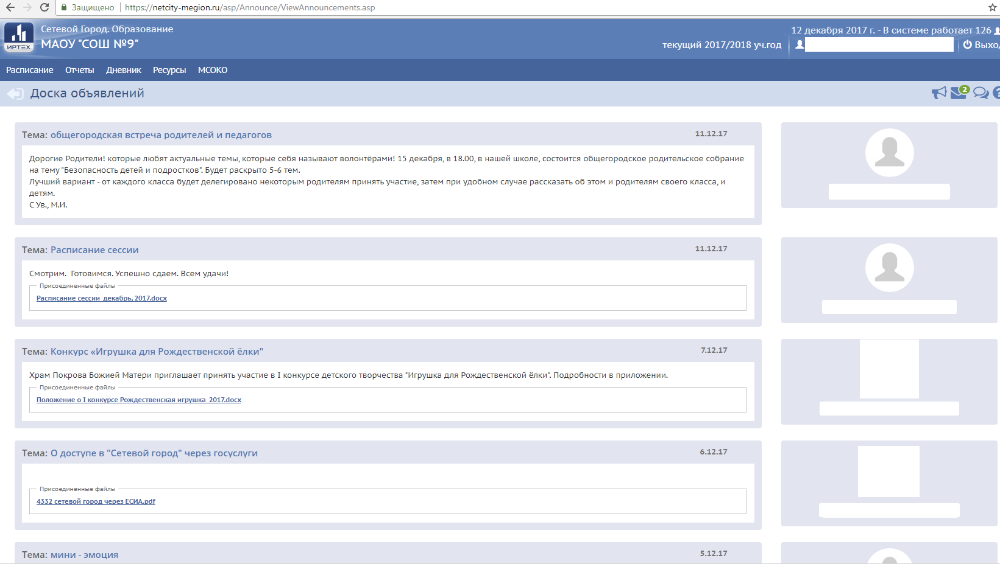 Защищено https://netcity-megion.ru/asp/Announce/ViewAnnouncements.asp
ИРТЕХ
Сетевой Город. Образование
МАОУ "СОШ №9"
12 декабря 2017 г. - В системе работает 126
текущий 2017/2018 уч.год
Расписание Отчеты Дневник Ресурсы МСОКО
Доска объявлений
2
Тема: общегородская встреча родителей и педагогов 11.12.17
Дорогие Родители! которые любят актуальные темы, которые себя называют волонтёрами! 15 декабря, в 18.00, в нашей школе, состоится общегородское родительское собрание
на тему "Безопасность детей и подростков". Будет раскрыто 5-6 тем.
Лучший вариант - от каждого класса будет делегировано некоторым родителям принять участие, затем при удобном случае рассказать об этом и родителям своего класса, и
детям.
С Ув., М.И.
Тема: Расписание сессии 11.12.17
Смотрим. Готовимся. Успешно сдаем. Всем удачи!
Присоединенные файлы
Расписание сессии декабрь, 2017.docx
Тема: Конкурс «Игрушка для Рождественской ёлки" 7.12.17
Храм Покрова Божией Матери приглашает принять участие в I конкурсе детского творчества "Игрушка для Рождественской ёлки". Подробности в приложении.
Присоединенные файлы
Положение о I конкурсе Рождественская игрушка 2017.docx
Тема: О доступе в "Сетевой город" через госуслуги 6.12.17
Присоединенные файлы
4332 сетевой город через ЕСИА.pdf
Тема: мини - эмоция 5.12.17